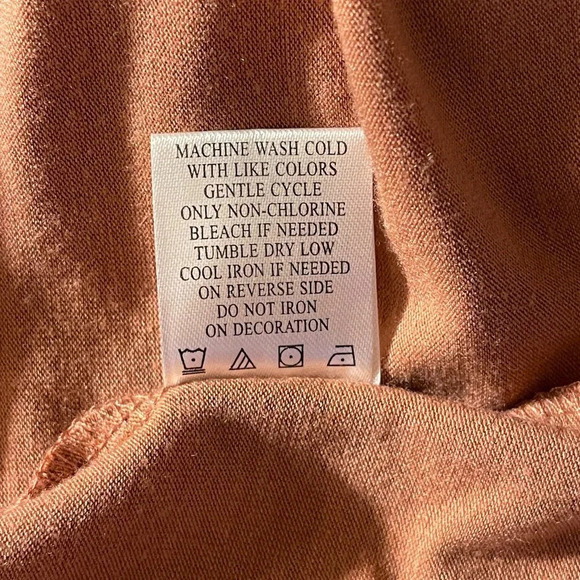 MACHINE WASH COLD
WITH LIKE COLORS
GENTLE CYCLE
ONLY NON-CHLORINE
BLEACH IF NEEDED
TUMBLE DRY LOW
COOL IRON IF NEEDED
ON REVERSE SIDE
DO NOT IRON
ON DECORATION